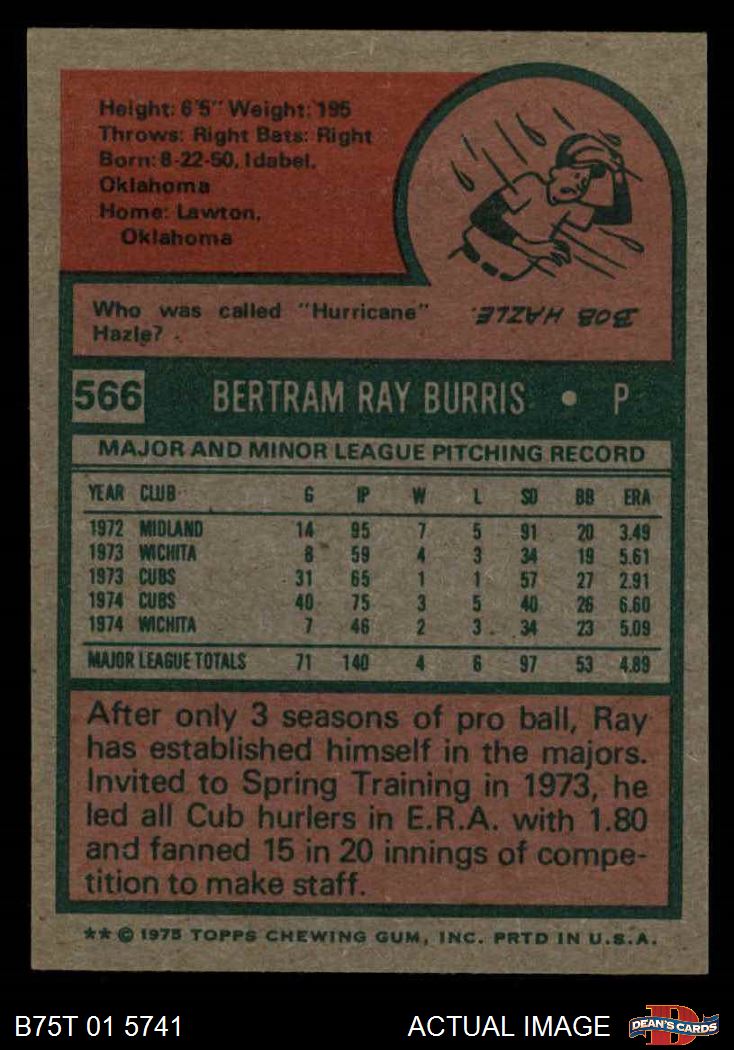 Height: 6'5" Weight: 195
Throws: Right Bats: Right
Born: 8-22-50, Idabel,
Oklahoma
Home: Lawton,
Oklahoma
Who was called "Hurricane"
Hazle?
BOB HAZLE.
566 BERTRAM RAY BURRIS • P
MAJOR AND MINOR LEAGUE PITCHING RECORD
YEAR CLUB G IP W L SO BB ERA
1972 MIDLAND 14 95 7 5 91 20 3.49
1973 WICHITA 8 59 4 3 34 19 5.61
1973 CUBS 31 65 1 1 57 27 2.91
1974 CUBS 40 75 3 5 40 26 6.60
1974 WICHITA 7 46 2 3 34 23 5.09
MAJOR LEAGUE TOTALS 71 140 4 6 97 53 4.89
After only 3 seasons of pro ball, Ray
has established himself in the majors.
Invited to Spring Training in 1973, he
led all Cub hurlers in E.R.A. with 1.80
and fanned 15 in 20 innings of compe-
tition to make staff.
** © 1975 TOPPS CHEWING GUM, INC. PRTD IN U.S.A.
B75T 01 5741 ACTUAL IMAGE
DEAN'S CARDS